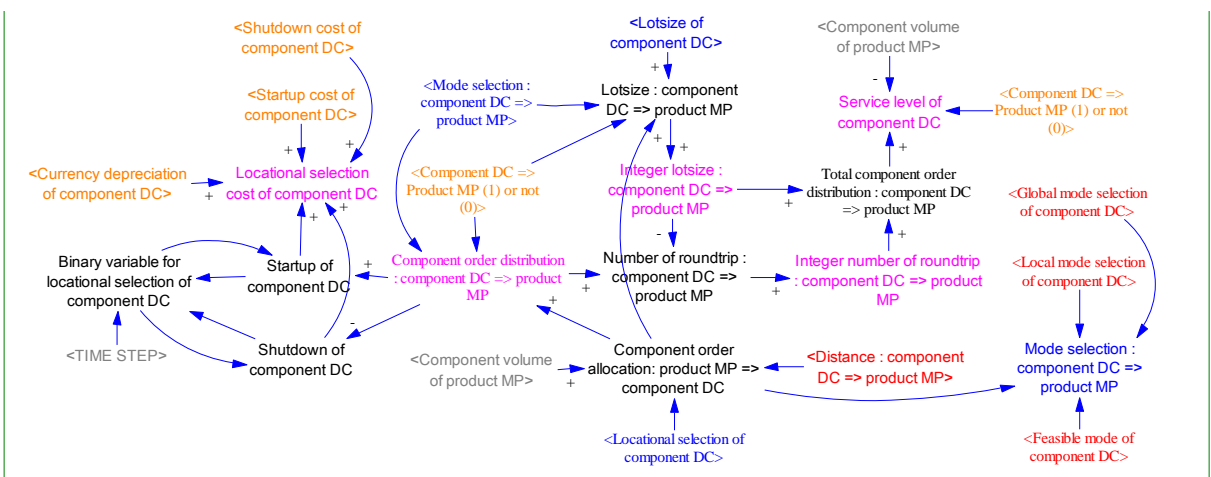 <Shutdown cost of
component DC>
<Lotsize of
component DC>
<Component volume
of product MP>
<Startup cost of
component DC>
<Mode selection :
component DC =>
product MP>
Lotsize : component
DC => product MP
Service level of
component DC
<Component DC =>
Product MP (1) or not
(0)>
<Currency depreciation
of component DC>
Locational selection
cost of component DC
<Component DC =>
Product MP (1) or not
(0)>
Integer lotsize :
component DC =>
product MP
Total component order
distribution : component DC
=> product MP
<Global mode selection
of component DC>
Binary variable for
locational selection of
component DC
Startup of
component DC
Component order distribution
: component DC => product
MP
Number of roundtrip :
component DC =>
product MP
Integer number of roundtrip
: component DC => product
MP
<Local mode selection
of component DC>
<TIME STEP>
Shutdown of
component DC
<Component volume
of product MP>
Component order
allocation: product MP =>
component DC
<Distance : component
DC => product MP>
Mode selection :
component DC =>
product MP
<Locational selection of
component DC>
<Feasible mode of
component DC>